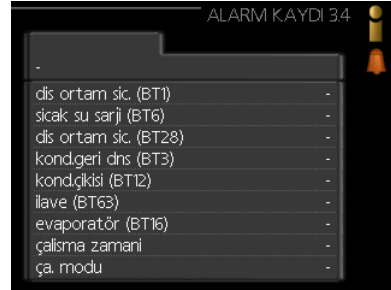 ALARM KAYDI 3.4
-
dis ortam sic. (BT1) -
sicak su sarji (BT6) -
dis ortam sic. (BT28) -
kond.geri dns (BT3) -
kond.çikisi (BT12) -
ilave (BT63) -
evaporatör (BT16) -
çalisma zamani -
ça. modu -